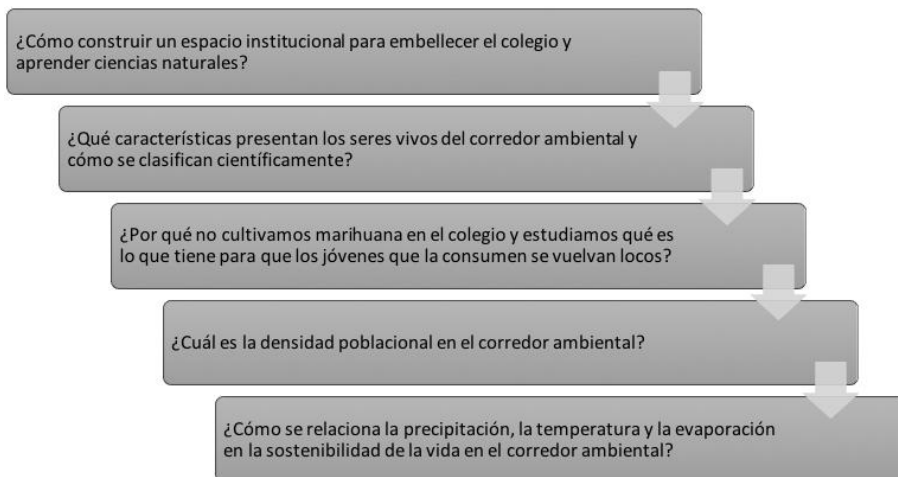 ¿Cómo construir un espacio institucional para embellecer el colegio y
aprender ciencias naturales?
¿Qué características presentan los seres vivos del corredor ambiental y
cómo se clasifican científicamente?
¿Por qué no cultivamos marihuana en el colegio y estudiamos qué es
lo que tiene para que los jóvenes que la consumen se vuelvan locos?
¿Cuál es la densidad poblacional en el corredor ambiental?
¿Cómo se relaciona la precipitación, la temperatura y la evaporación
en la sostenibilidad de la vida en el corredor ambiental?